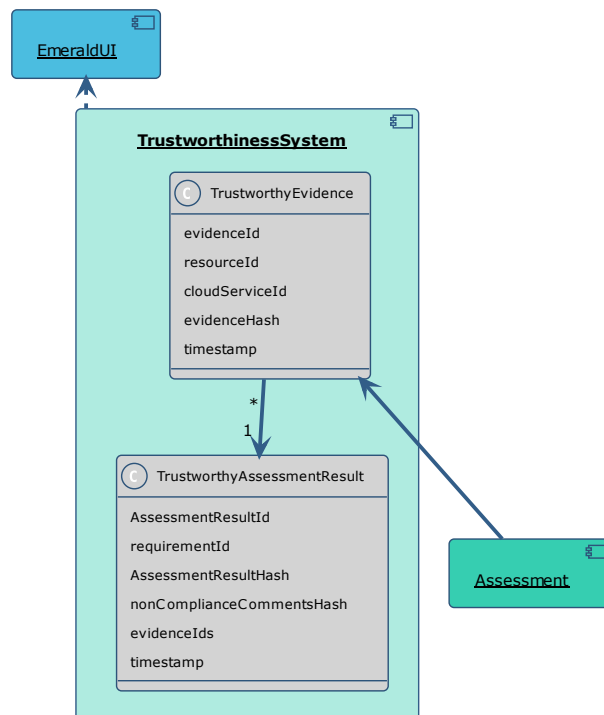 EmeraldUI
TrustworthinessSystem
C TrustworthyEvidence
evidenceId
resourceId
cloudServiceId
evidenceHash
timestamp
*
1
C TrustworthyAssessmentResult
AssessmentResultId
requirementId
AssessmentResultHash
nonComplianceCommentsHash
evidenceIds
timestamp
Assessment